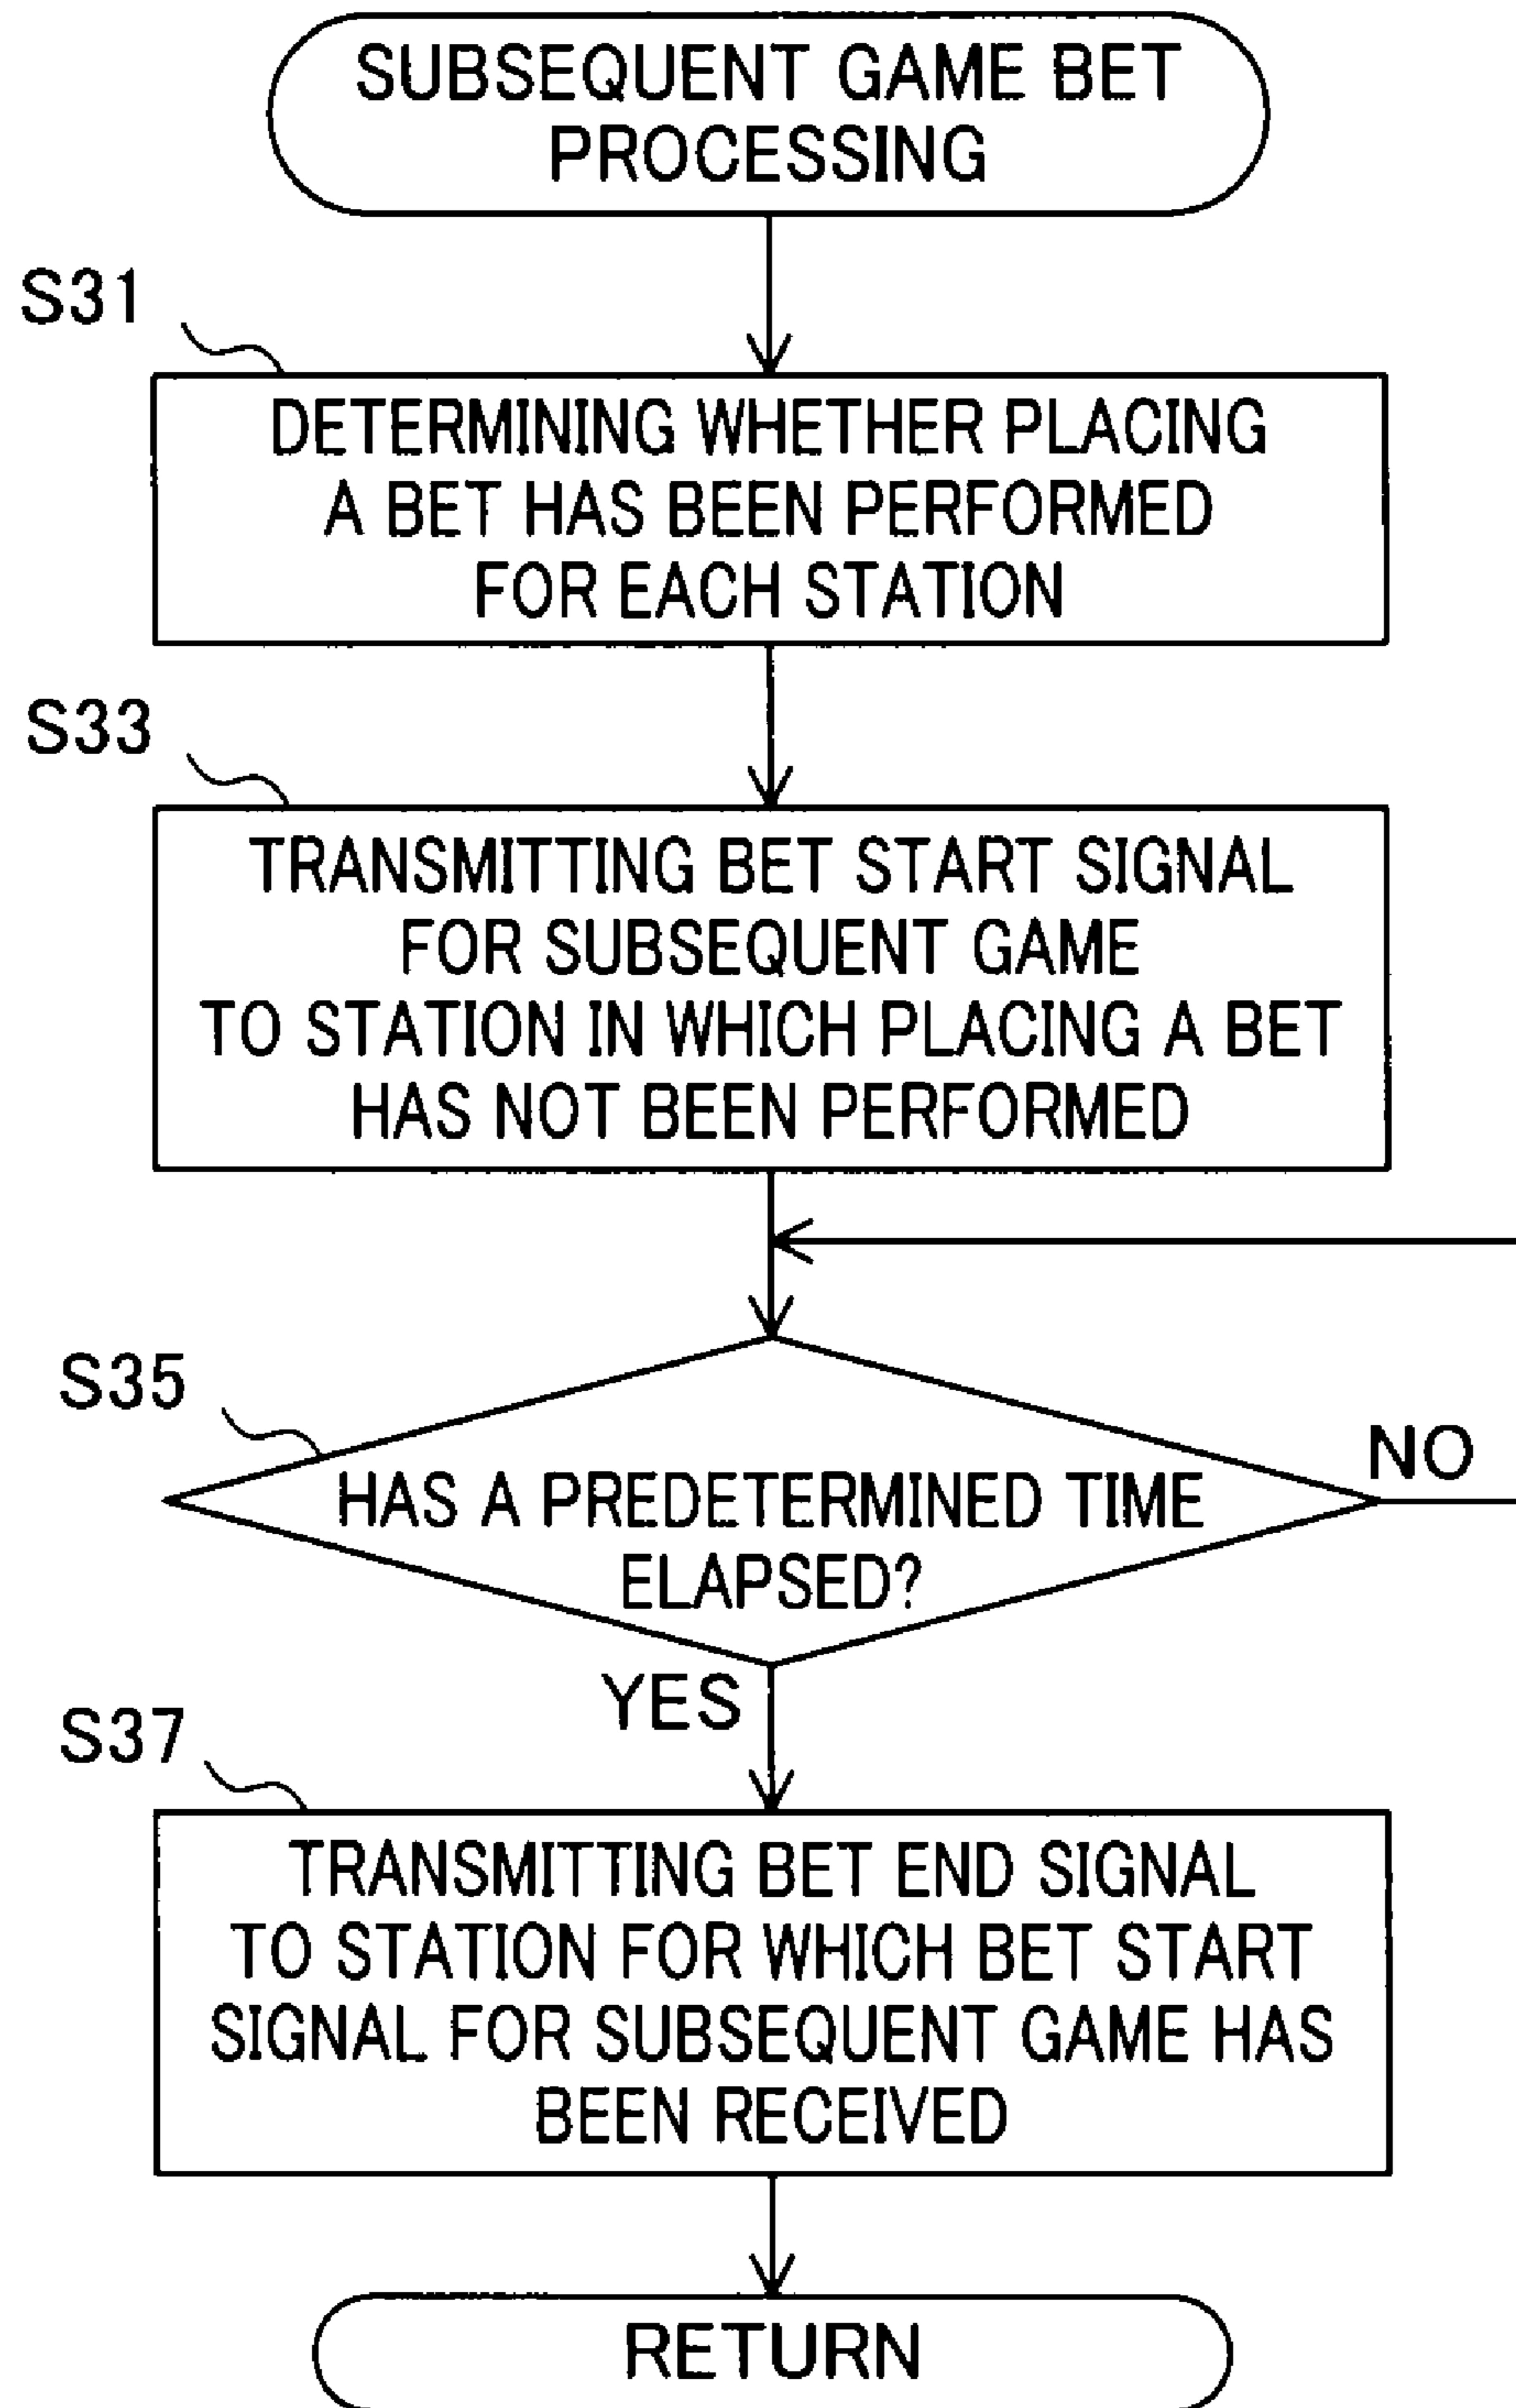 SUBSEQUENT GAME BET
PROCESSING
S31
DETERMINING WHETHER PLACING
A BET HAS BEEN PERFORMED
FOR EACH STATION
S33
TRANSMITTING BET START SIGNAL
FOR SUBSEQUENT GAME
TO STATION IN WHICH PLACING A BET
HAS NOT BEEN PERFORMED
S35
HAS A PREDETERMINED TIME
ELAPSED?
NO
YES
S37
TRANSMITTING BET END SIGNAL
TO STATION FOR WHICH BET START
SIGNAL FOR SUBSEQUENT GAME HAS
BEEN RECEIVED
RETURN